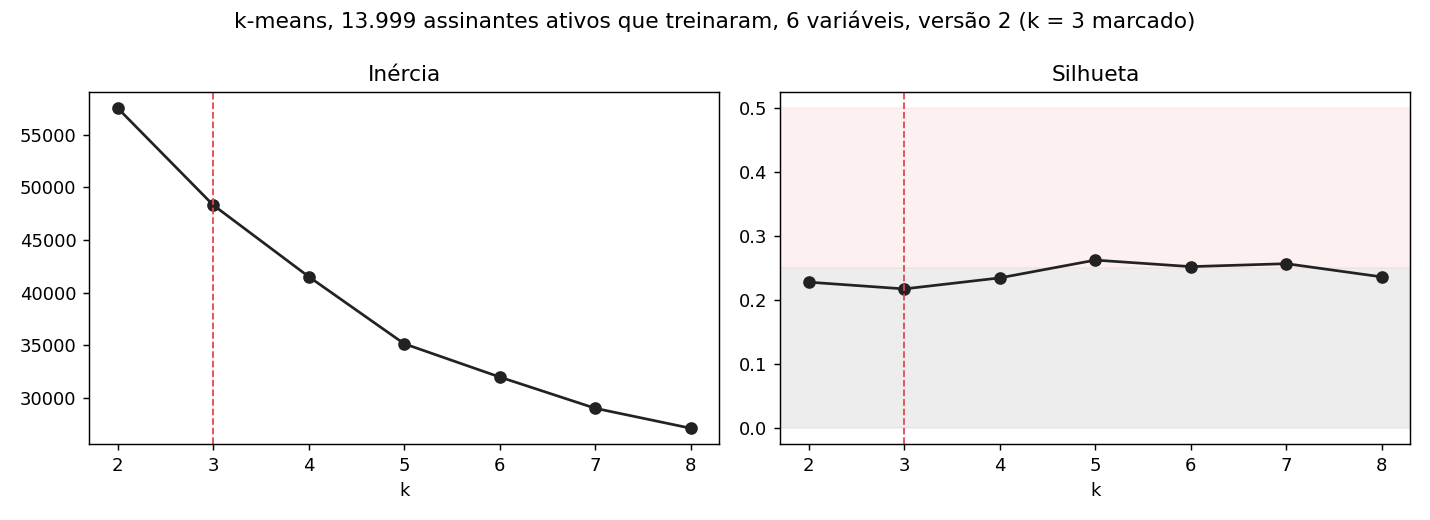 k-means, 13.999 assinantes ativos que treinaram, 6 variáveis, versão 2 (k = 3 marcado)
Inércia
55000
50000
45000
40000
35000
30000
2 3 4 5 6 7 8
k
Silhueta
0.5
0.4
0.3
0.2
0.1
0.0
2 3 4 5 6 7 8
k